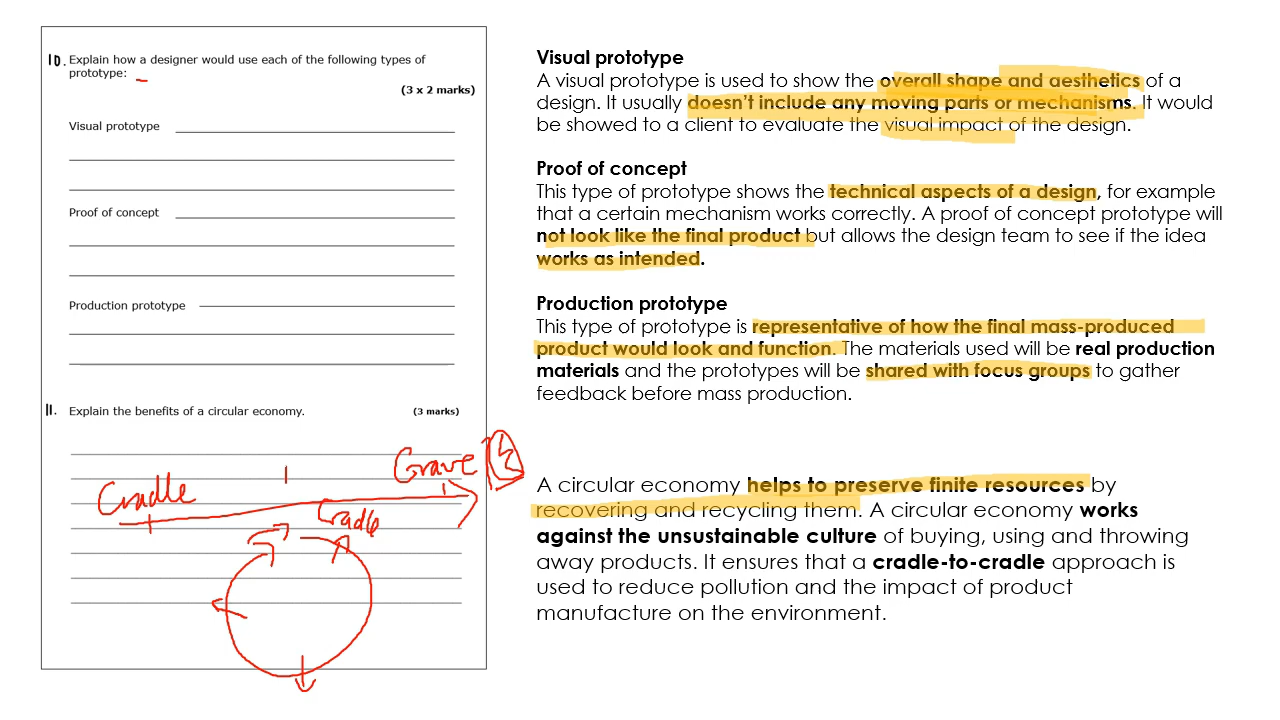 10. Explain how a designer would use each of the following types of
prototype:
(3 x 2 marks)
Visual prototype
Proof of concept
Production prototype
11. Explain the benefits of a circular economy. (3 marks)
Cradle
Grave
Cradle
Visual prototype
A visual prototype is used to show the overall shape and aesthetics of a
design. It usually doesn't include any moving parts or mechanisms. It would
be showed to a client to evaluate the visual impact of the design.
Proof of concept
This type of prototype shows the technical aspects of a design, for example
that a certain mechanism works correctly. A proof of concept prototype will
not look like the final product but allows the design team to see if the idea
works as intended.
Production prototype
This type of prototype is representative of how the final mass-produced
product would look and function. The materials used will be real production
materials and the prototypes will be shared with focus groups to gather
feedback before mass production.
A circular economy helps to preserve finite resources by
recovering and recycling them. A circular economy works
against the unsustainable culture of buying, using and throwing
away products. It ensures that a cradle-to-cradle approach is
used to reduce pollution and the impact of product
manufacture on the environment.